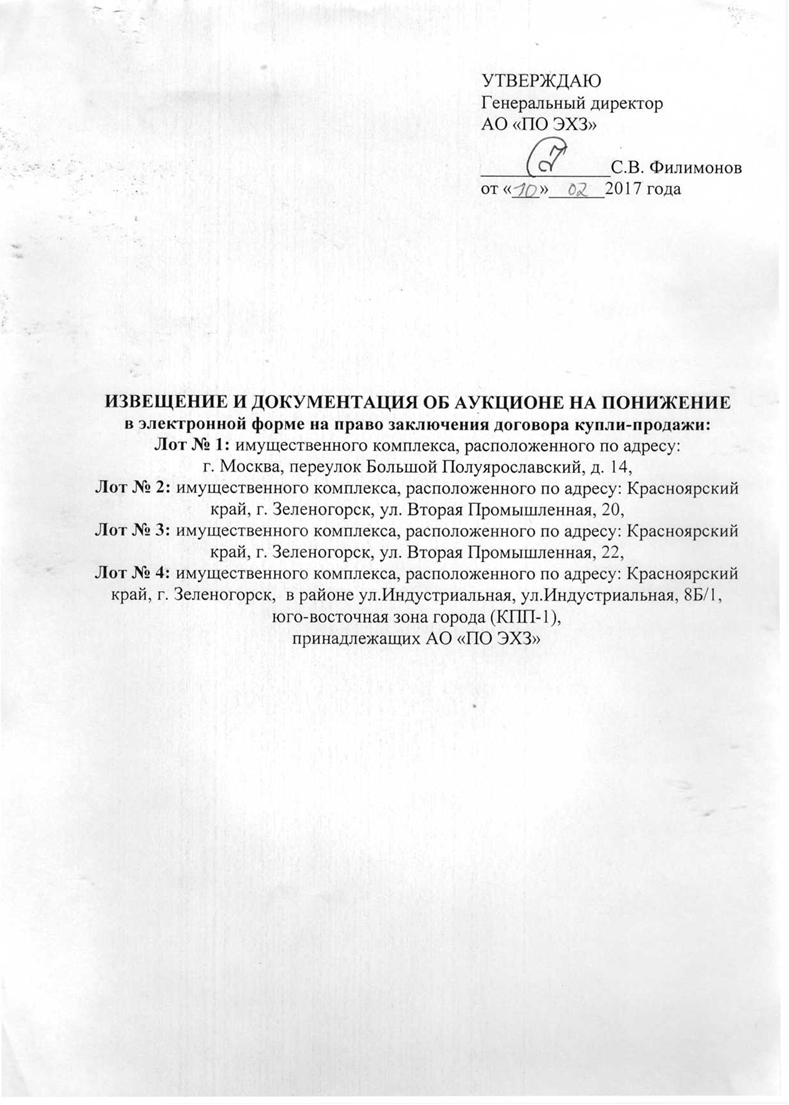 УТВЕРЖДАЮ
Генеральный директор
АО «ПО ЭХЗ»
______________С.В. Филимонов
от «10»__02__2017 года
ИЗВЕЩЕНИЕ И ДОКУМЕНТАЦИЯ ОБ АУКЦИОНЕ НА ПОНИЖЕНИЕ
в электронной форме на право заключения договора купли-продажи:
Лот № 1: имущественного комплекса, расположенного по адресу:
г. Москва, переулок Большой Полуярославский, д. 14,
Лот № 2: имущественного комплекса, расположенного по адресу: Красноярский
край, г. Зеленогорск, ул. Вторая Промышленная, 20,
Лот № 3: имущественного комплекса, расположенного по адресу: Красноярский
край, г. Зеленогорск, ул. Вторая Промышленная, 22,
Лот № 4: имущественного комплекса, расположенного по адресу: Красноярский
край, г. Зеленогорск, в районе ул.Индустриальная, ул.Индустриальная, 8Б/1,
юго-восточная зона города (КПП-1),
принадлежащих АО «ПО ЭХЗ»